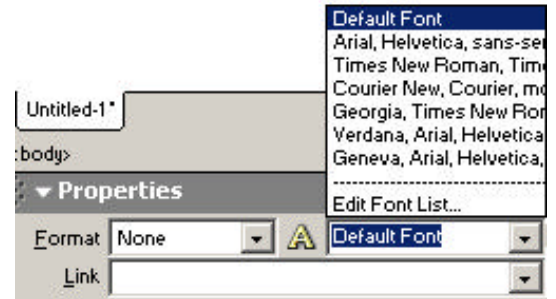 Default Font
Arial, Helvetica, sans-ser
Times New Roman, Time
Courier New, Courier, mo
Georgia, Times New Ror
Verdana, Arial, Helvetica
Geneva, Arial, Helvetica,
Edit Font List...
Untitled-1*
body>
Properties
Format None Default Font
Link